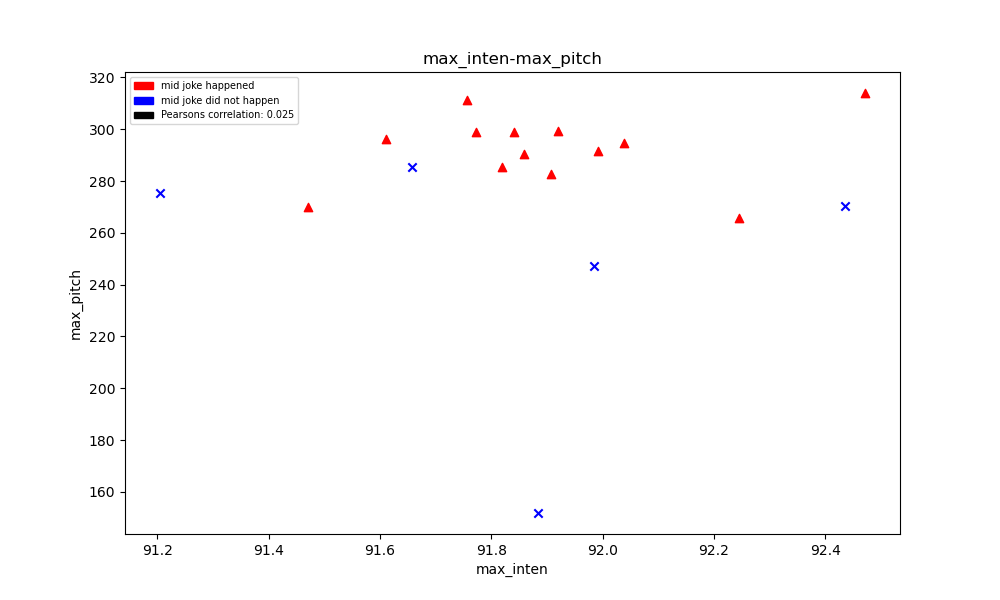 max_inten-max_pitch
mid joke happened
mid joke did not happen
Pearsons correlation: 0.025
320
300
280
260
240
220
200
180
160
max_pitch
91.2 91.4 91.6 91.8 92.0 92.2 92.4
max_inten